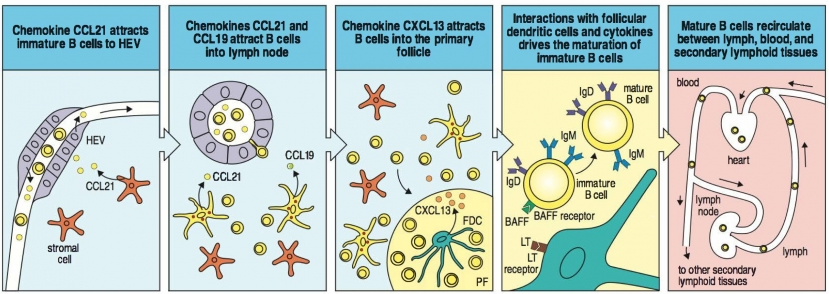 Chemokine CCL21 attracts
immature B cells to HEV
HEV
CCL21
stromal
cell
Chemokines CCL21 and
CCL19 attract B cells
into lymph node
CCL19
CCL21
Chemokine CXCL13 attracts
B cells into the primary
follicle
CXCL13
FDC
PF
Interactions with follicular
dendritic cells and cytokines
drives the maturation of
immature B cells
IgD
mature
B cell
IgM
IgM
IgD
immature
B cell
BAFF
BAFF receptor
LT
LT
receptor
Mature B cells recirculate
between lymph, blood, and
secondary lymphoid tissues
blood
heart
lymph
node
lymph
to other secondary
lymphoid tissues